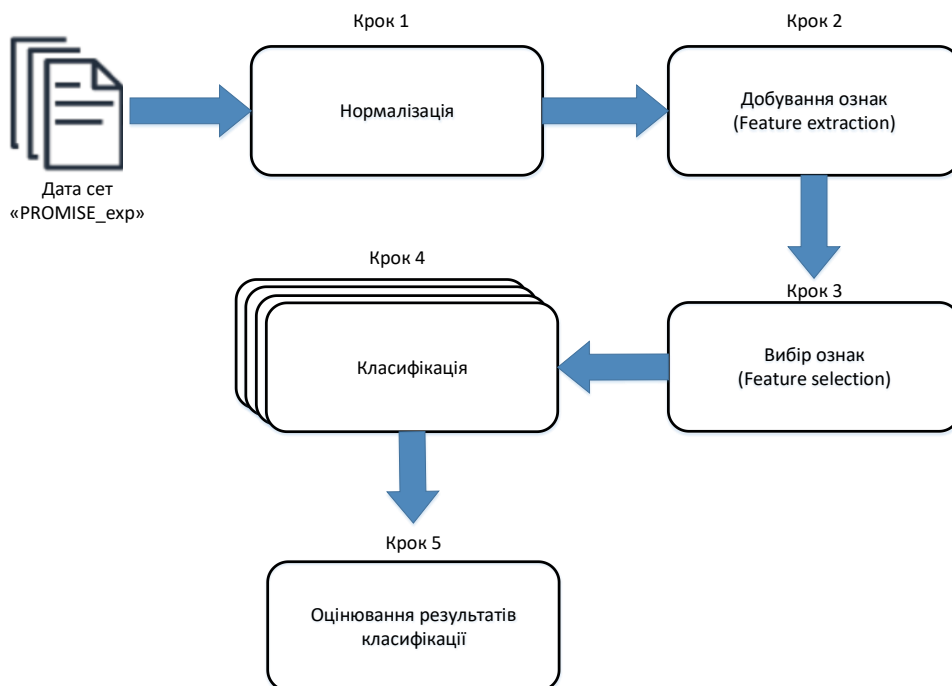 Крок 1
Крок 2
Нормалізація
Добування ознак
(Feature extraction)
Дата сет
«PROMISE_exp»
Крок 4
Крок 3
Класифікація
Вибір ознак
(Feature selection)
Крок 5
Оцінювання результатів
класифікації